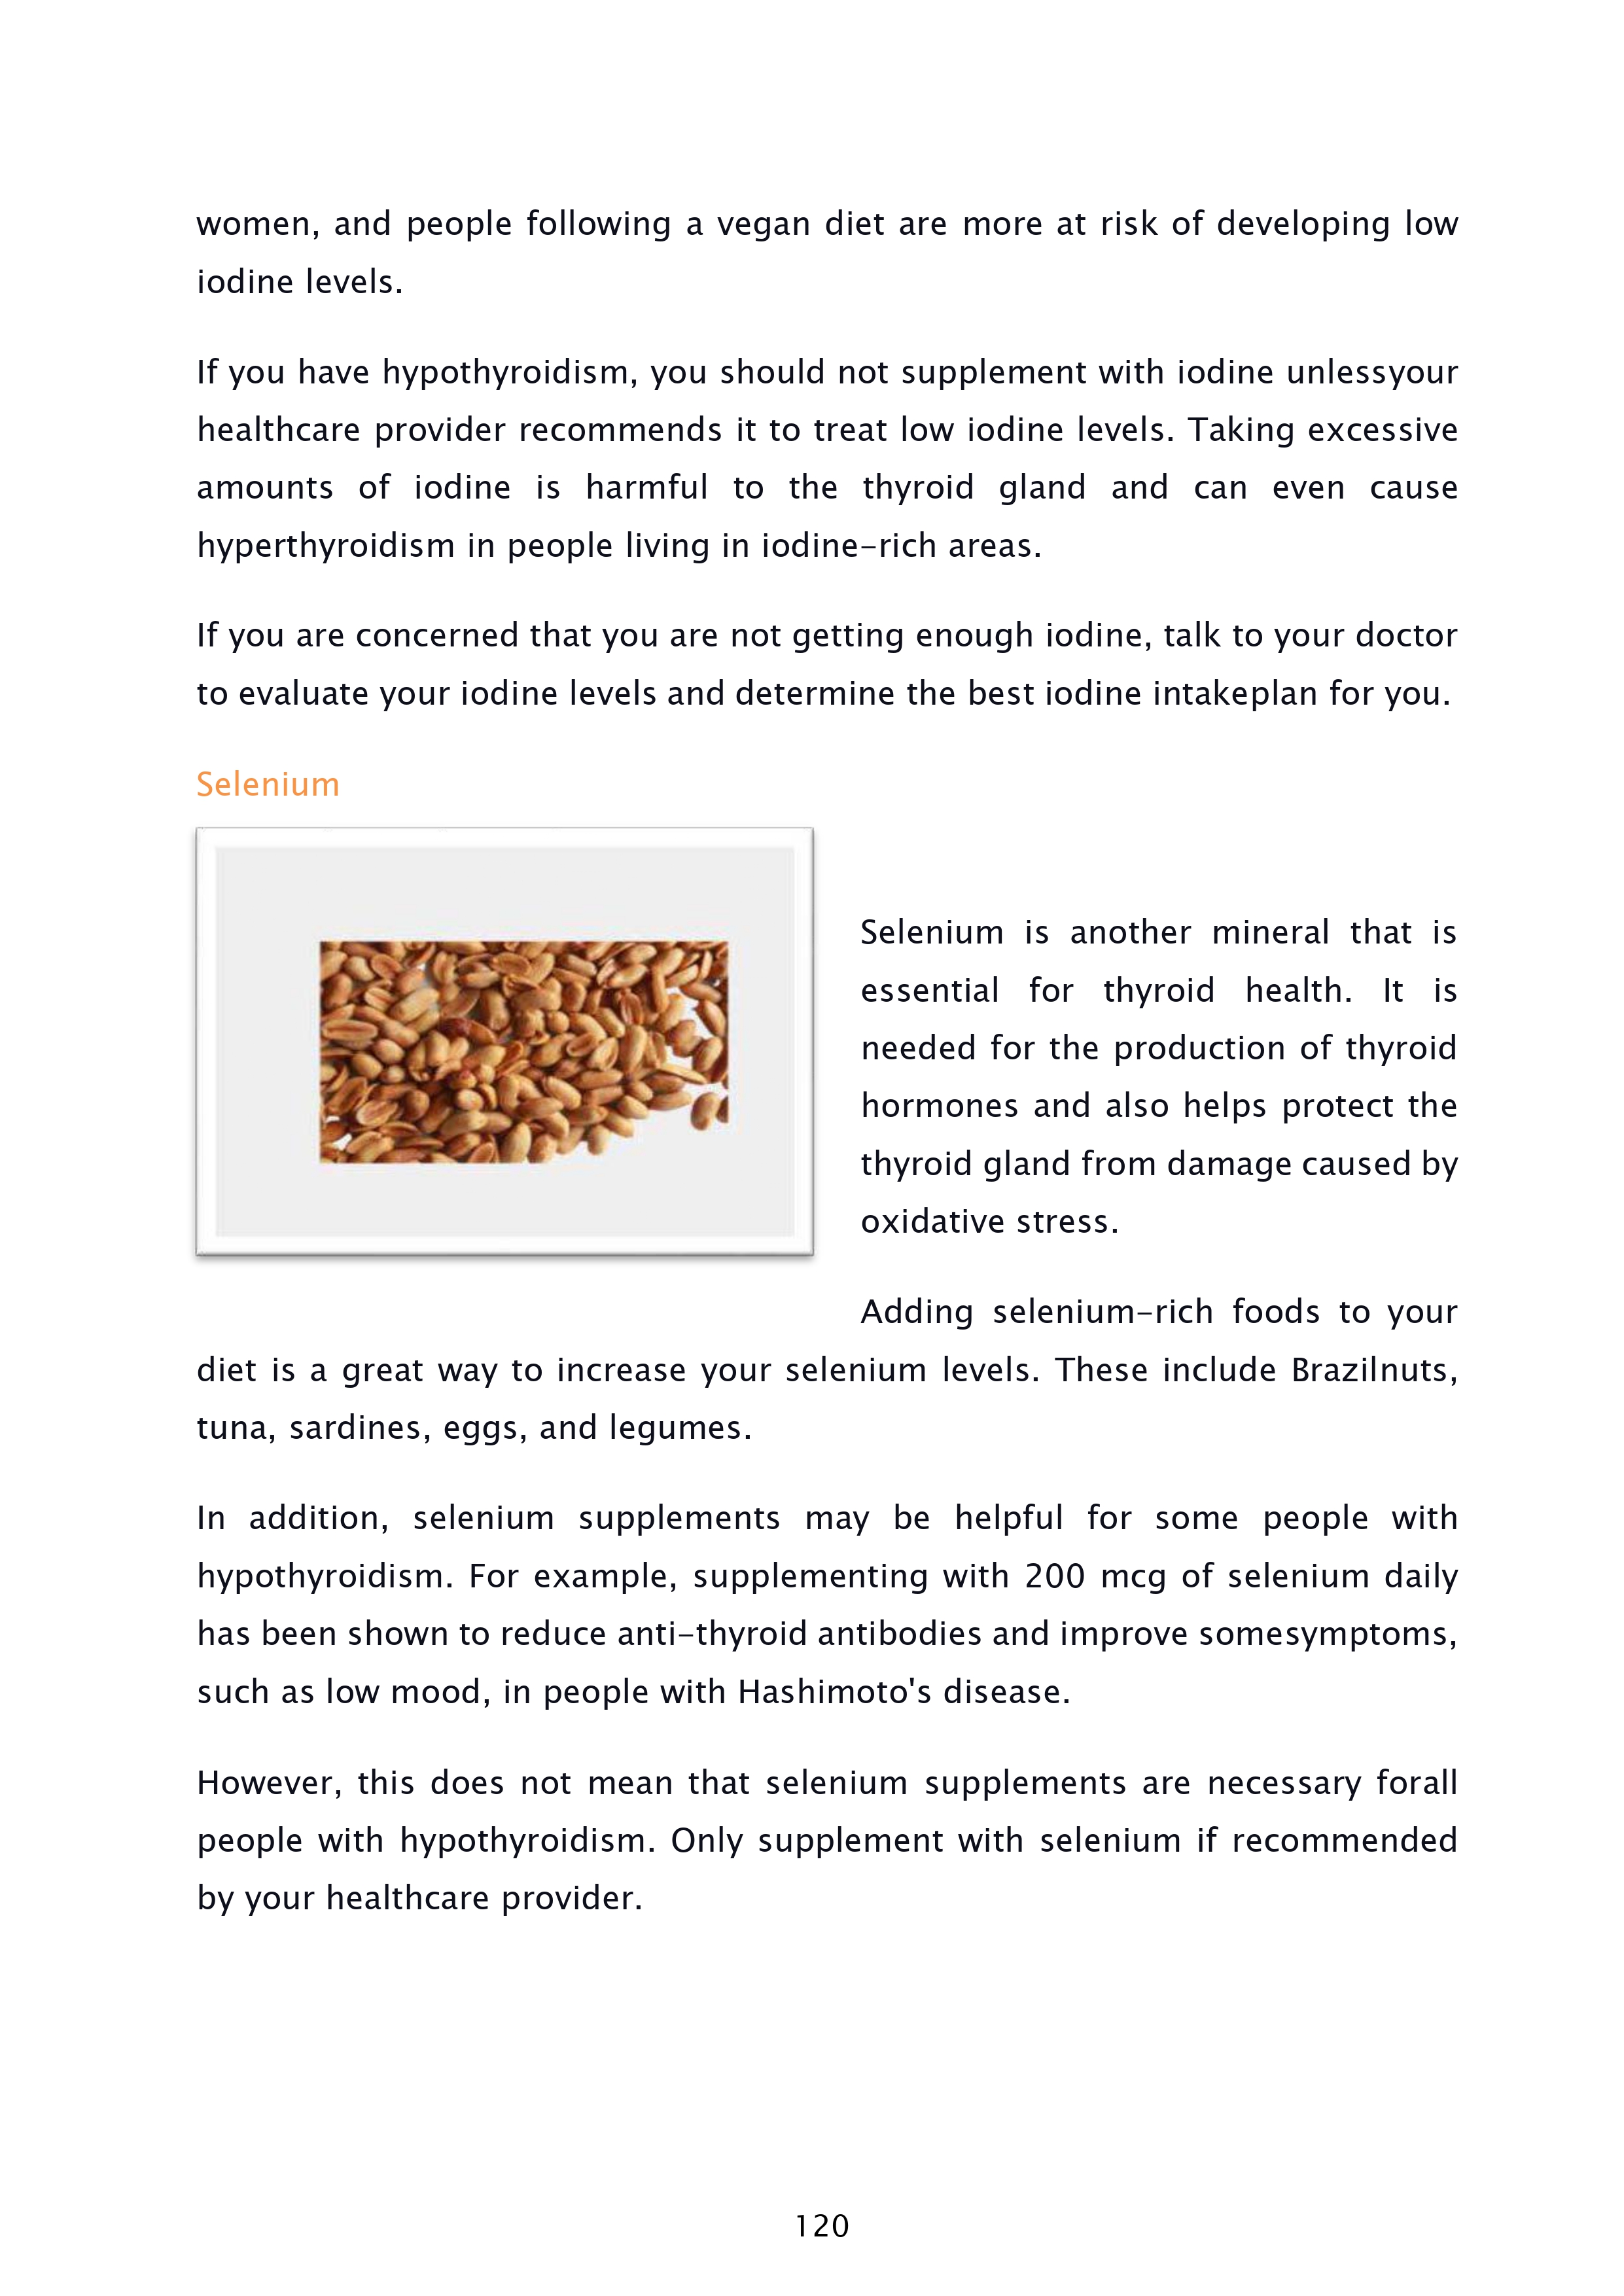 women, and people following a vegan diet are more at risk of developing low
iodine levels.
If you have hypothyroidism, you should not supplement with iodine unlessyour
healthcare provider recommends it to treat low iodine levels. Taking excessive
amounts of iodine is harmful to the thyroid gland and can even cause
hyperthyroidism in people living in iodine-rich areas.
If you are concerned that you are not getting enough iodine, talk to your doctor
to evaluate your iodine levels and determine the best iodine intakeplan for you.
Selenium
Selenium is another mineral that is
essential for thyroid health. It is
needed for the production of thyroid
hormones and also helps protect the
thyroid gland from damage caused by
oxidative stress.
Adding selenium-rich foods to your
diet is a great way to increase your selenium levels. These include Brazilnuts,
tuna, sardines, eggs, and legumes.
In addition, selenium supplements may be helpful for some people with
hypothyroidism. For example, supplementing with 200 mcg of selenium daily
has been shown to reduce anti-thyroid antibodies and improve somesymptoms,
such as low mood, in people with Hashimoto's disease.
However, this does not mean that selenium supplements are necessary forall
people with hypothyroidism. Only supplement with selenium if recommended
by your healthcare provider.
120